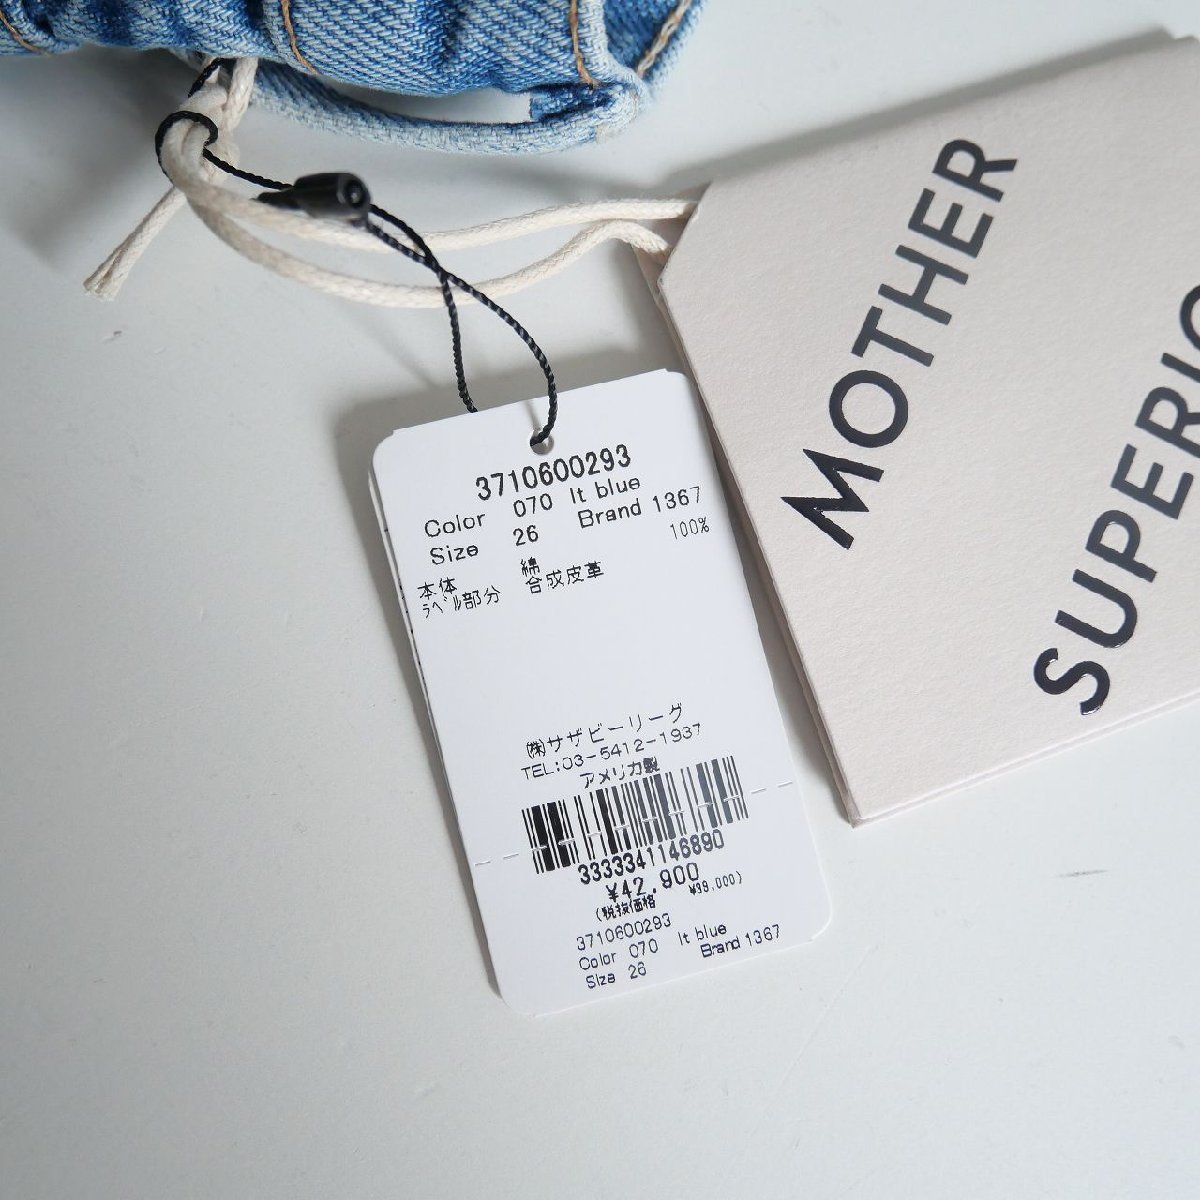 3710600293
Color 070 lt blue
Size 26 Brand 1367
本体 綿 100%
ﾗﾍﾞﾙ部分 合成皮革
㈱サザビーリーグ
TEL:03-5412-1937
アメリカ製
3333341146890
¥42,900
(税抜価格 ¥39,000)
3710600293
Color 070 lt blue
Size 26 Brand 1367
MOTHER
SUPERIO